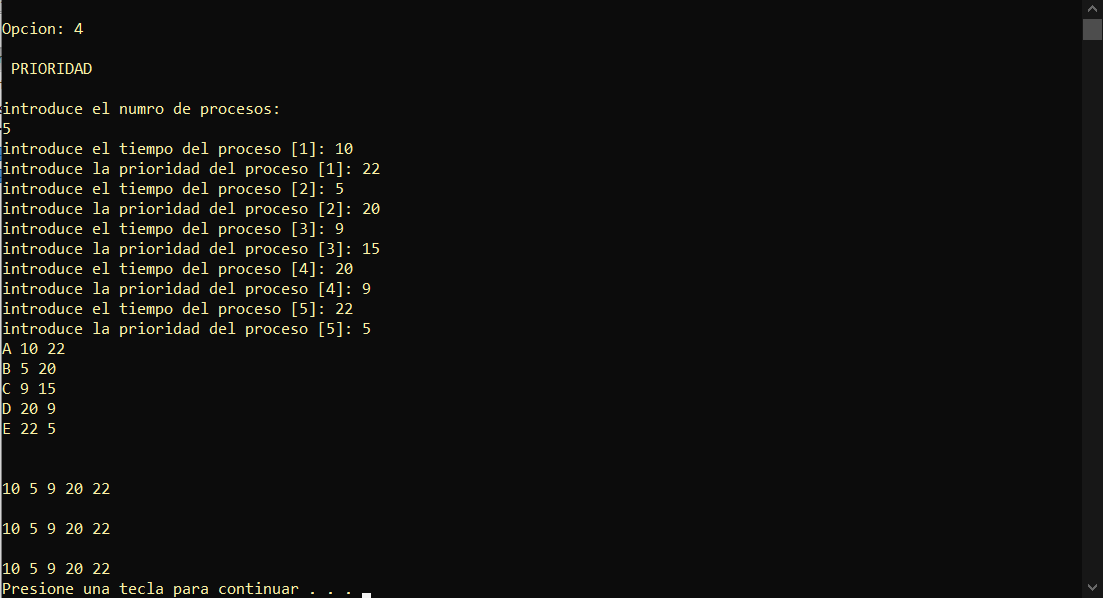 Opcion: 4
PRIORIDAD
introduce el numro de procesos:
5
introduce el tiempo del proceso [1]: 10
introduce la prioridad del proceso [1]: 22
introduce el tiempo del proceso [2]: 5
introduce la prioridad del proceso [2]: 20
introduce el tiempo del proceso [3]: 9
introduce la prioridad del proceso [3]: 15
introduce el tiempo del proceso [4]: 20
introduce la prioridad del proceso [4]: 9
introduce el tiempo del proceso [5]: 22
introduce la prioridad del proceso [5]: 5
A 10 22
B 5 20
C 9 15
D 20 9
E 22 5
10 5 9 20 22
10 5 9 20 22
10 5 9 20 22
Presione una tecla para continuar . . .